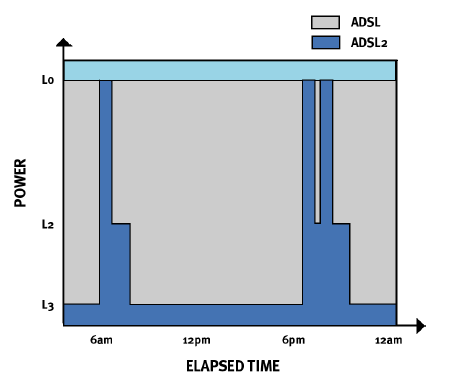 ADSL
ADSL2
L0
POWER
L2
L3
6am
12pm
6pm
12am
ELAPSED TIME